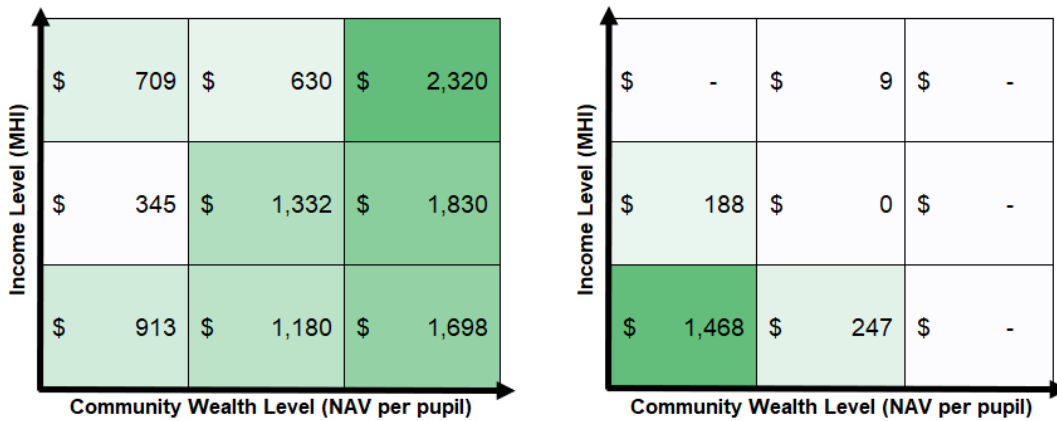 $ 709 $ 630 $ 2,320
$ 345 $ 1,332 $ 1,830
$ 913 $ 1,180 $ 1,698
Income Level (MHI)
Community Wealth Level (NAV per pupil)
$ - $ 9 $ -
$ 188 $ 0 $ -
$ 1,468 $ 247 $ -
Income Level (MHI)
Community Wealth Level (NAV per pupil)